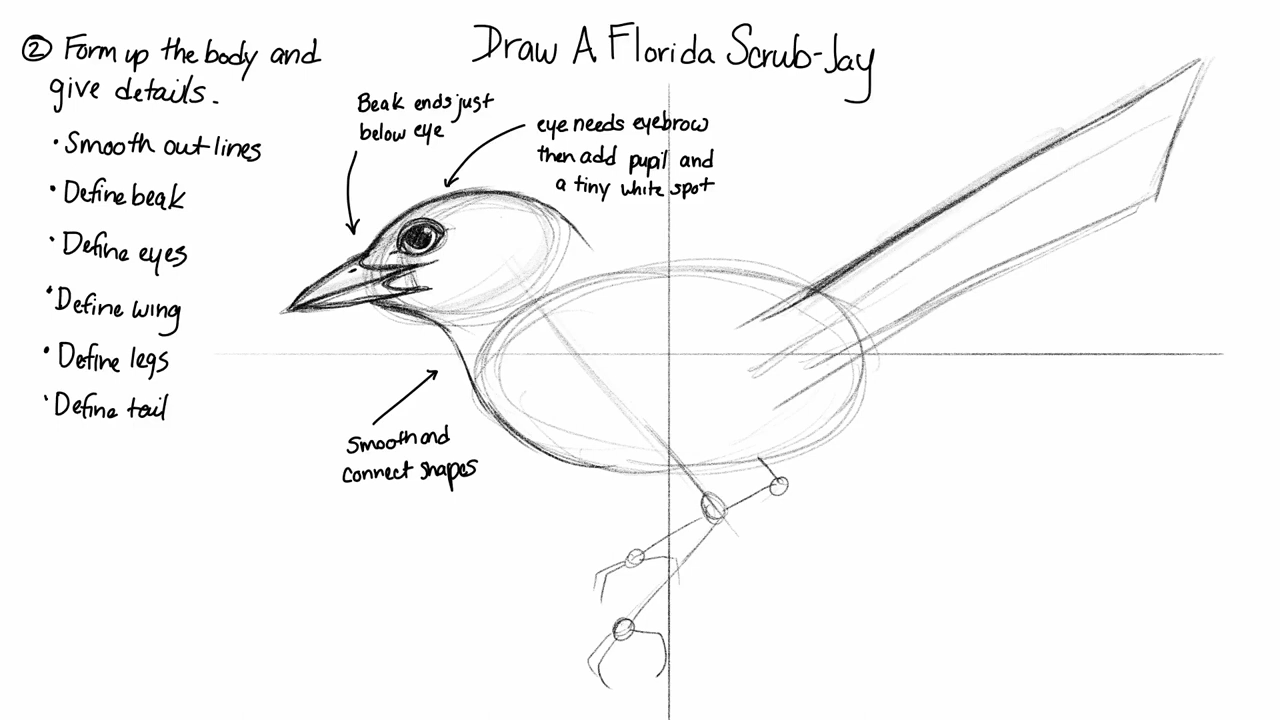 Draw A Florida Scrub-Jay
② Form up the body and
give details.
• Smooth out lines
• Define beak
• Define eyes
• Define wing
• Define legs
• Define tail
Beak ends just
below eye
eye needs eyebrow
then add pupil and
a tiny white spot
Smooth and
connect shapes